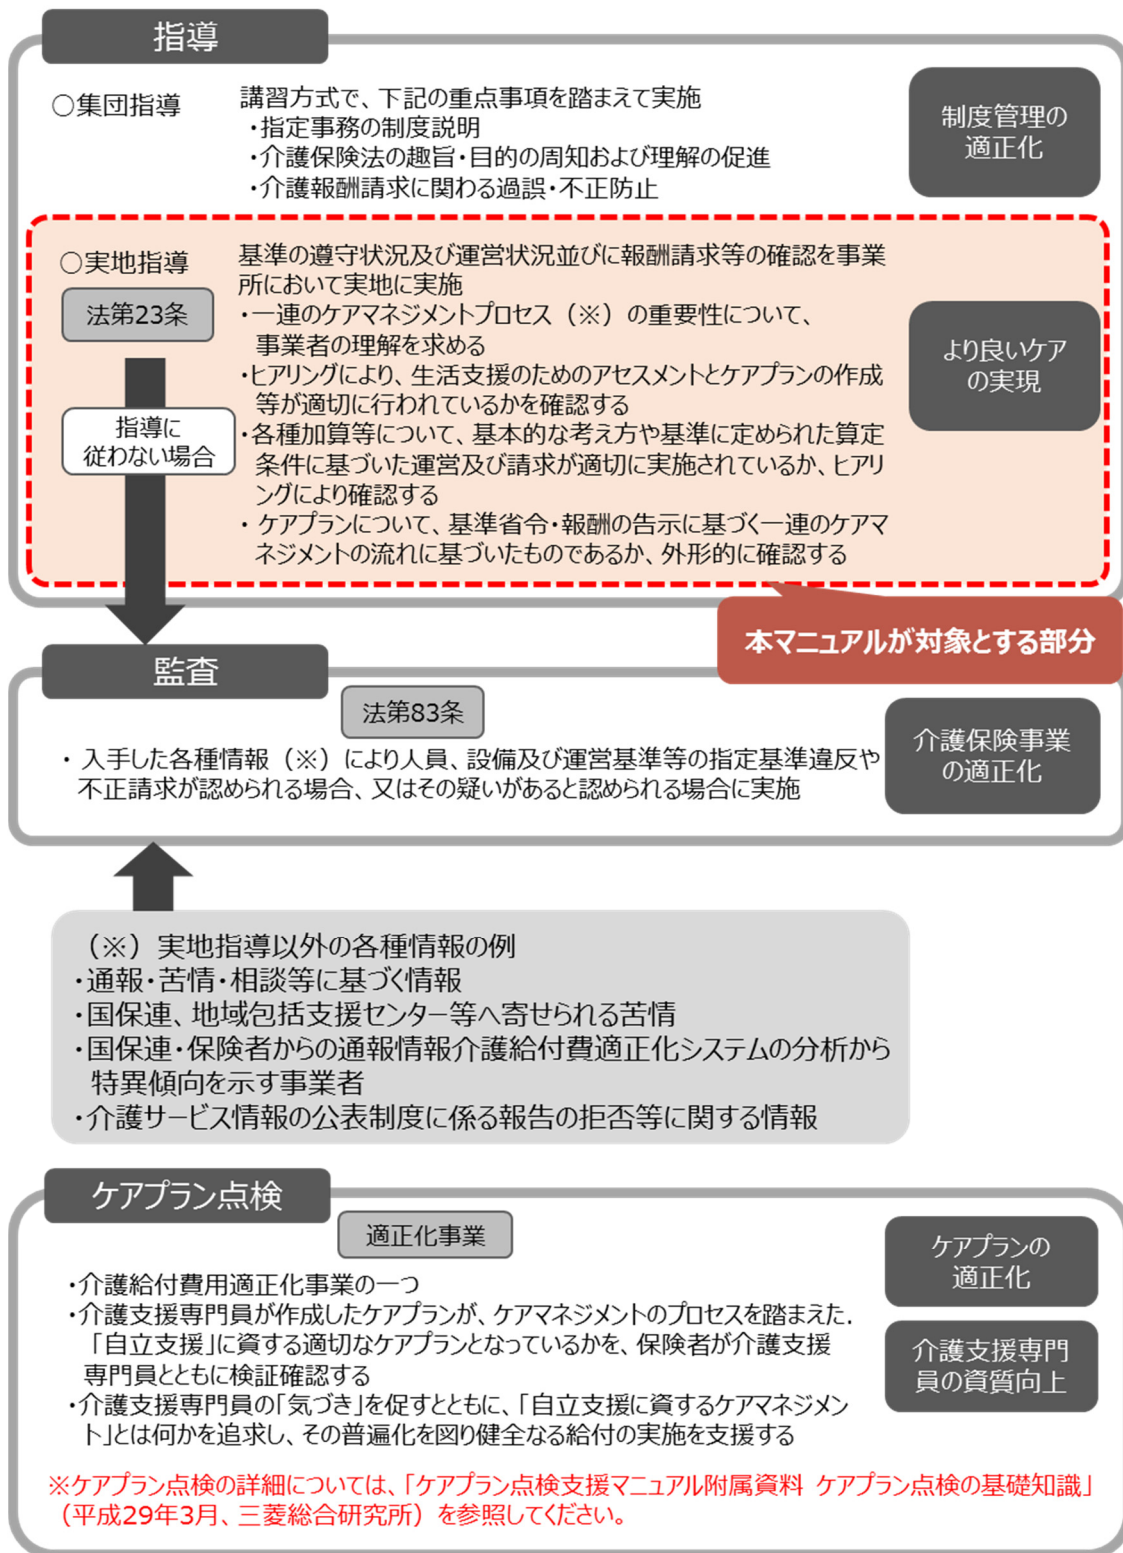 指導
○集団指導
講習方式で、下記の重点事項を踏まえて実施
・指定事務の制度説明
・介護保険法の趣旨・目的の周知および理解の促進
・介護報酬請求に関わる過誤・不正防止
制度管理の
適正化
○実地指導
法第23条
指導に
従わない場合
基準の遵守状況及び運営状況並びに報酬請求等の確認を事業
所において実地に実施
・一連のケアマネジメントプロセス（※）の重要性について、
事業者の理解を求める
・ヒアリングにより、生活支援のためのアセスメントとケアプランの作成
等が適切に行われているかを確認する
・各種加算等について、基本的な考え方や基準に定められた算定
条件に基づいた運営及び請求が適切に実施されているか、ヒアリ
ングにより確認する
・ ケアプランについて、基準省令・報酬の告示に基づく一連のケアマ
ネジメントの流れに基づいたものであるか、外形的に確認する
より良いケア
の実現
本マニュアルが対象とする部分
監査
法第83条
・ 入手した各種情報（※）により人員、設備及び運営基準等の指定基準違反や
不正請求が認められる場合、又はその疑いがあると認められる場合に実施
介護保険事業
の適正化
（※）実地指導以外の各種情報の例
・通報・苦情・相談等に基づく情報
・国保連、地域包括支援センター等へ寄せられる苦情
・国保連・保険者からの通報情報介護給付費適正化システムの分析から
特異傾向を示す事業者
・介護サービス情報の公表制度に係る報告の拒否等に関する情報
ケアプラン点検
適正化事業
・介護給付費用適正化事業の一つ
・介護支援専門員が作成したケアプランが、ケアマネジメントのプロセスを踏まえた.
「自立支援」に資する適切なケアプランとなっているかを、保険者が介護支援
専門員とともに検証確認する
・介護支援専門員の「気づき」を促すとともに、「自立支援に資するケアマネジメン
ト」とは何かを追求し、その普遍化を図り健全なる給付の実施を支援する
ケアプランの
適正化
介護支援専門
員の資質向上
※ケアプラン点検の詳細については、「ケアプラン点検支援マニュアル附属資料 ケアプラン点検の基礎知識」
（平成29年3月、三菱総合研究所）を参照してください。